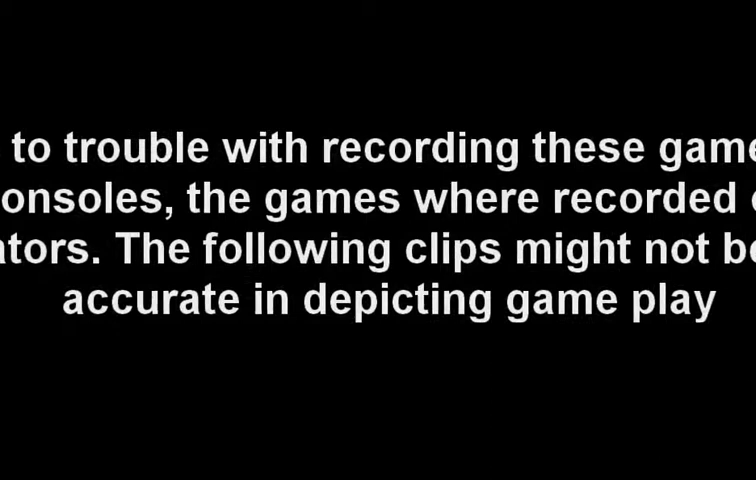 to trouble with recording these game
onsoles, the games where recorded
ators. The following clips might not be
accurate in depicting game play